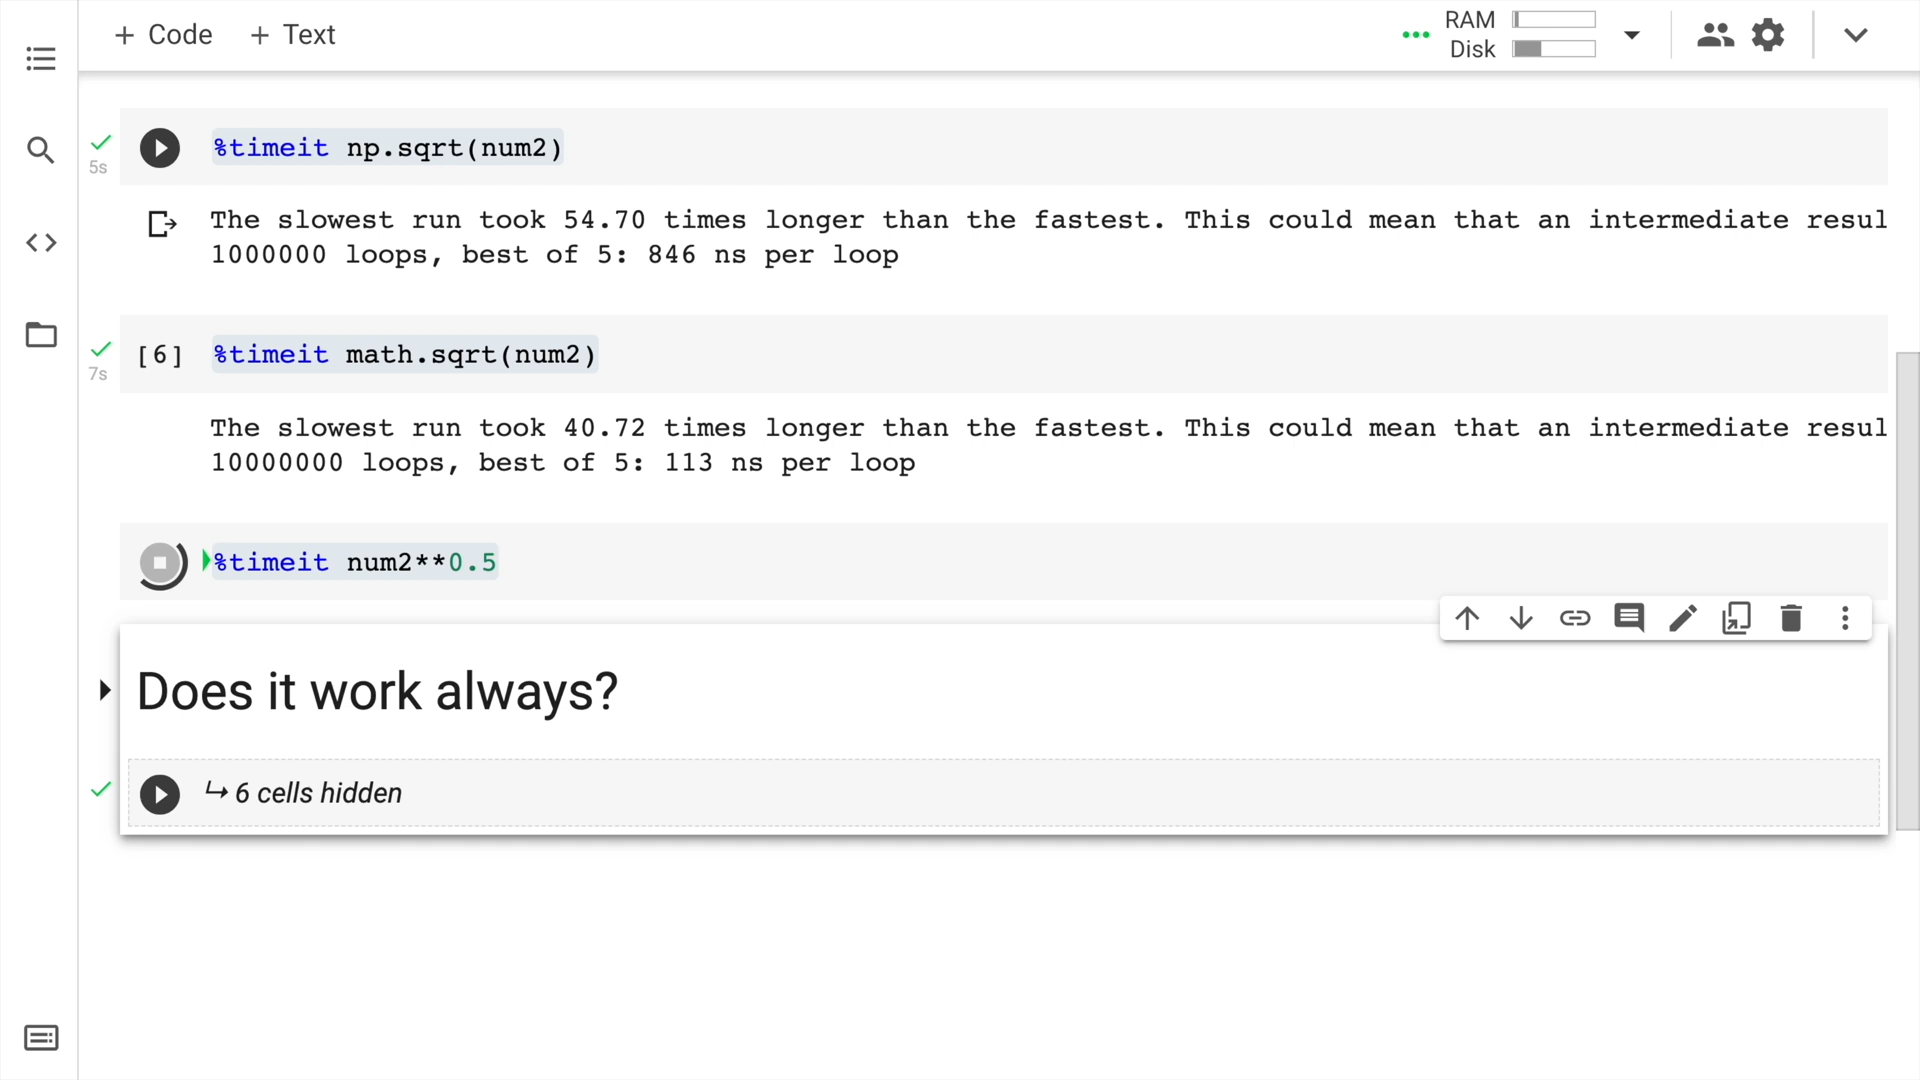 + Code + Text
RAM
Disk
%timeit np.sqrt(num2)
5s
The slowest run took 54.70 times longer than the fastest. This could mean that an intermediate resul
1000000 loops, best of 5: 846 ns per loop
[6] %timeit math.sqrt(num2)
7s
The slowest run took 40.72 times longer than the fastest. This could mean that an intermediate resul
10000000 loops, best of 5: 113 ns per loop
%timeit num2**0.5
Does it work always?
↳ 6 cells hidden